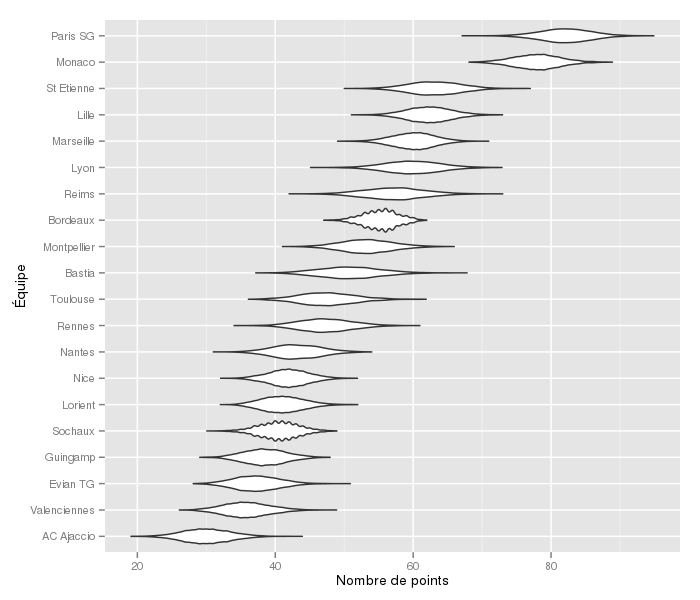 Paris SG
Monaco
St Etienne
Lille
Marseille
Lyon
Reims
Bordeaux
Montpellier
Bastia
Toulouse
Rennes
Nantes
Nice
Lorient
Sochaux
Guingamp
Evian TG
Valenciennes
AC Ajaccio
Équipe
20 40 60 80
Nombre de points